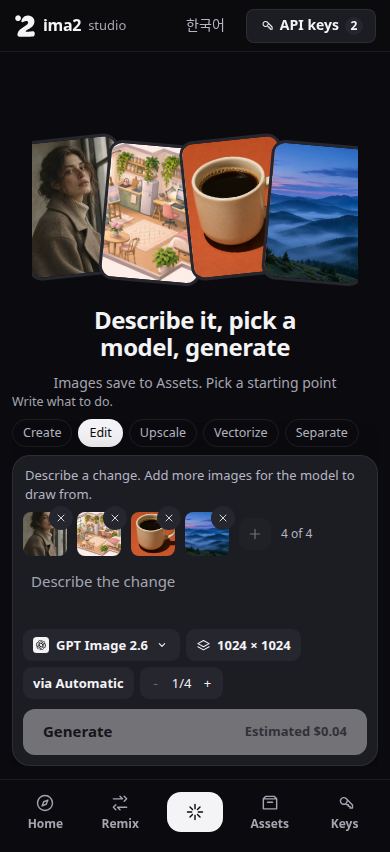 ima2 studio
한국어
API keys 2
Describe it, pick a
model, generate
Images save to Assets. Pick a starting point
Write what to do.
Create
Edit
Upscale
Vectorize
Separate
Describe a change. Add more images for the model to
draw from.
4 of 4
Describe the change
GPT Image 2.6
1024 × 1024
via Automatic
- 1/4 +
Generate
Estimated $0.04
Home
Remix
Assets
Keys